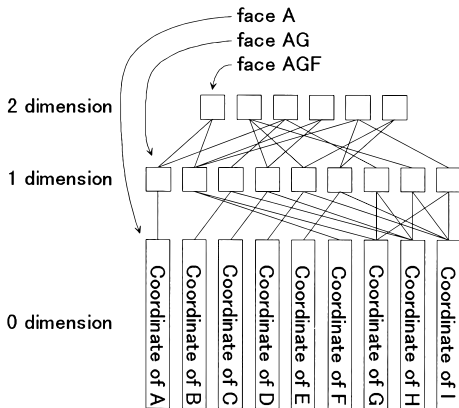 face A
face AG
face AGF
2 dimension
1 dimension
0 dimension
Coordinate of A
Coordinate of B
Coordinate of C
Coordinate of D
Coordinate of E
Coordinate of F
Coordinate of G
Coordinate of H
Coordinate of I